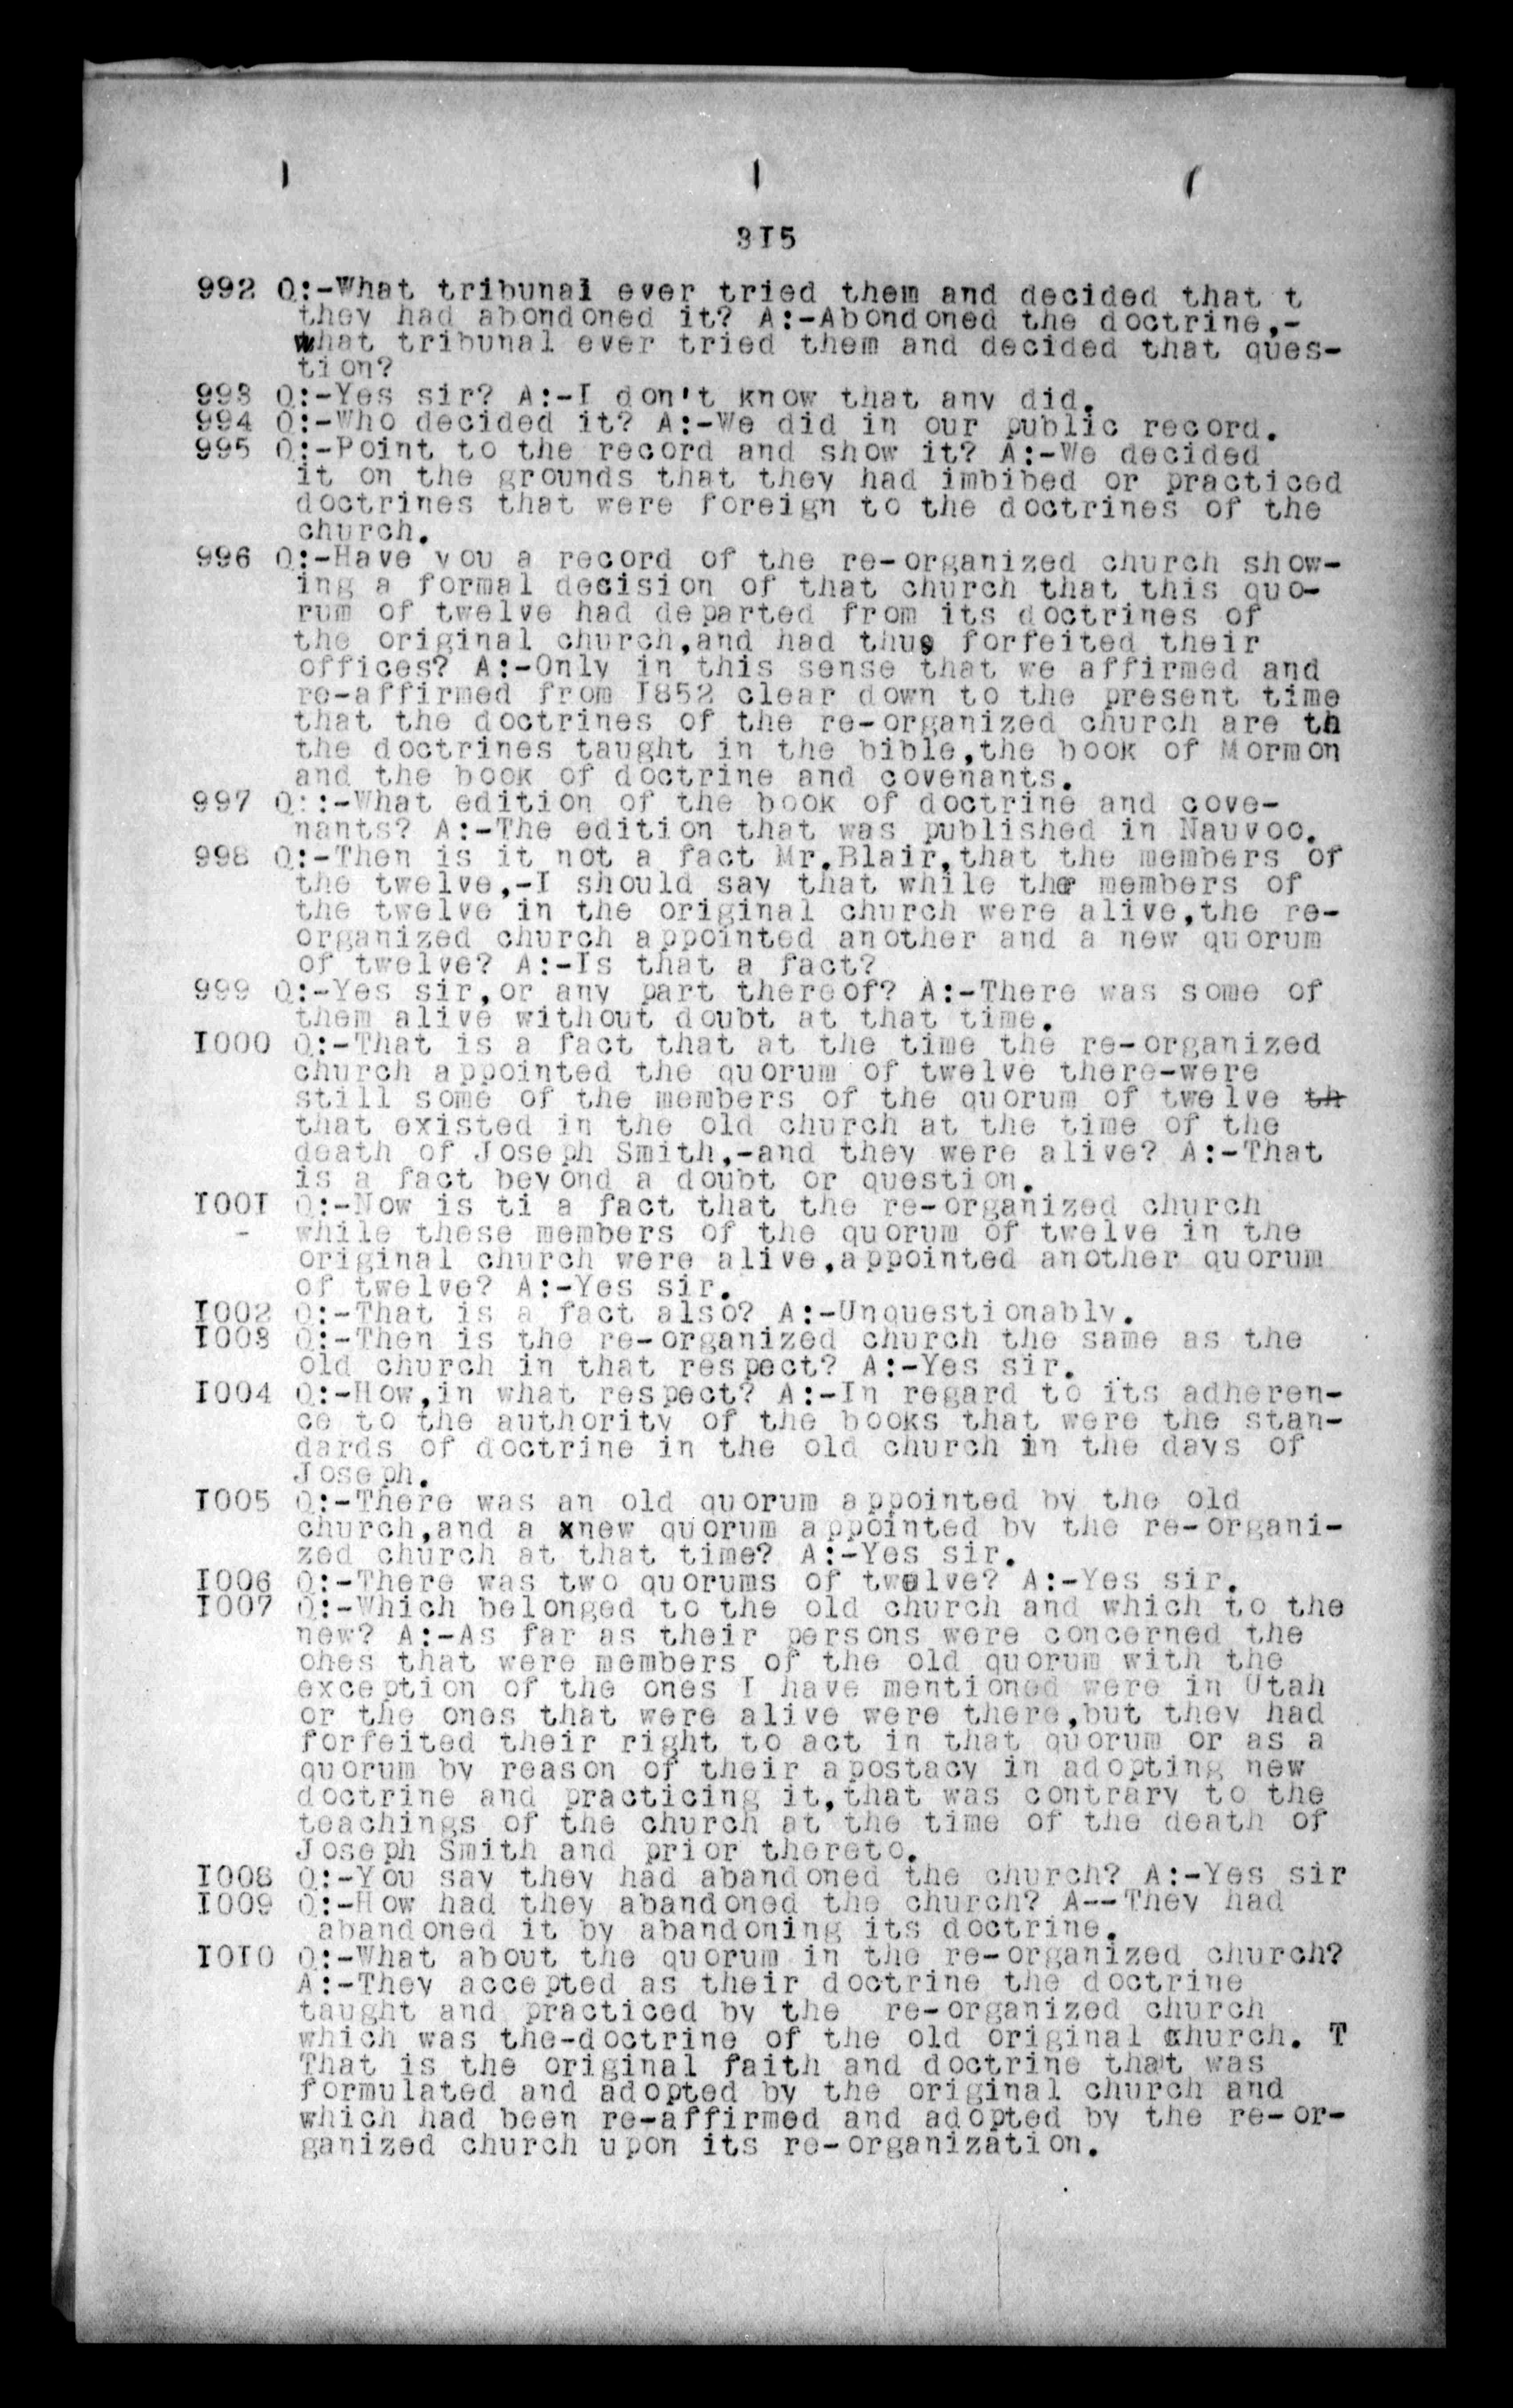 315
992 Q:-What tribunal ever tried them and decided that t
they had abondoned it? A:-Abondoned the doctrine,-
what tribunal ever tried them and decided that ques-
tion?
993 Q:-Yes sir? A:-I don't know that any did.
994 Q:-Who decided it? A:-We did in our public record.
995 Q:-Point to the record and show it? A:-We decided
it on the grounds that they had imbibed or practiced
doctrines that were foreign to the doctrines of the
church.
996 Q:-Have you a record of the re-organized church show-
ing a formal decision of that church that this quo-
rum of twelve had departed from its doctrines of
the original church,and had thus forfeited their
offices? A:-Only in this sense that we affirmed and
re-affirmed from I852 clear down to the present time
that the doctrines of the re-organized church are th
the doctrines taught in the bible,the book of Mormon
and the book of doctrine and covenants.
997 Q::-What edition of the book of doctrine and cove-
nants? A:-The edition that was published in Nauvoo.
998 Q:-Then is it not a fact Mr.Blair,that the members of
the twelve,-I should say that while the members of
the twelve in the original church were alive,the re-
organized church appointed another and a new quorum
of twelve? A:-Is that a fact?
999 Q:-Yes sir,or any part thereof? A:-There was some of
them alive without doubt at that time.
I000 Q:-That is a fact that at the time the re-organized
church appointed the quorum of twelve there-were
still some of the members of the quorum of twelve th
that existed in the old church at the time of the
death of Joseph Smith,-and they were alive? A:-That
is a fact beyond a doubt or question.
I00I Q:-Now is ti a fact that the re-organized church
- while these members of the quorum of twelve in the
original church were alive,appointed another quorum
of twelve? A:-Yes sir.
I002 Q:-That is a fact also? A:-Unquestionably.
I003 Q:-Then is the re-organized church the same as the
old church in that respect? A:-Yes sir.
I004 Q:-How,in what respect? A:-In regard to its adheren-
ce to the authority of the books that were the stan-
dards of doctrine in the old church in the days of
Joseph.
I005 Q:-There was an old quorum appointed by the old
church,and a xnew quorum appointed by the re-organi-
zed church at that time? A:-Yes sir.
I006 Q:-There was two quorums of twelve? A:-Yes sir.
I007 Q:-Which belonged to the old church and which to the
new? A:-As far as their persons were concerned the
ones that were members of the old quorum with the
exception of the ones I have mentioned were in Utah
or the ones that were alive were there,but they had
forfeited their right to act in that quorum or as a
quorum by reason of their apostacy in adopting new
doctrine and practicing it,that was contrary to the
teachings of the church at the time of the death of
Joseph Smith and prior thereto.
I008 Q:-You say they had abandoned the church? A:-Yes sir
I009 Q:-How had they abandoned the church? A--They had
abandoned it by abandoning its doctrine.
I0I0 Q:-What about the quorum in the re-organized church?
A:-They accepted as their doctrine the doctrine
taught and practiced by the re-organized church
which was the-doctrine of the old original church. T
That is the original faith and doctrine that was
formulated and adopted by the original church and
which had been re-affirmed and adopted by the re-or-
ganized church upon its re-organization.